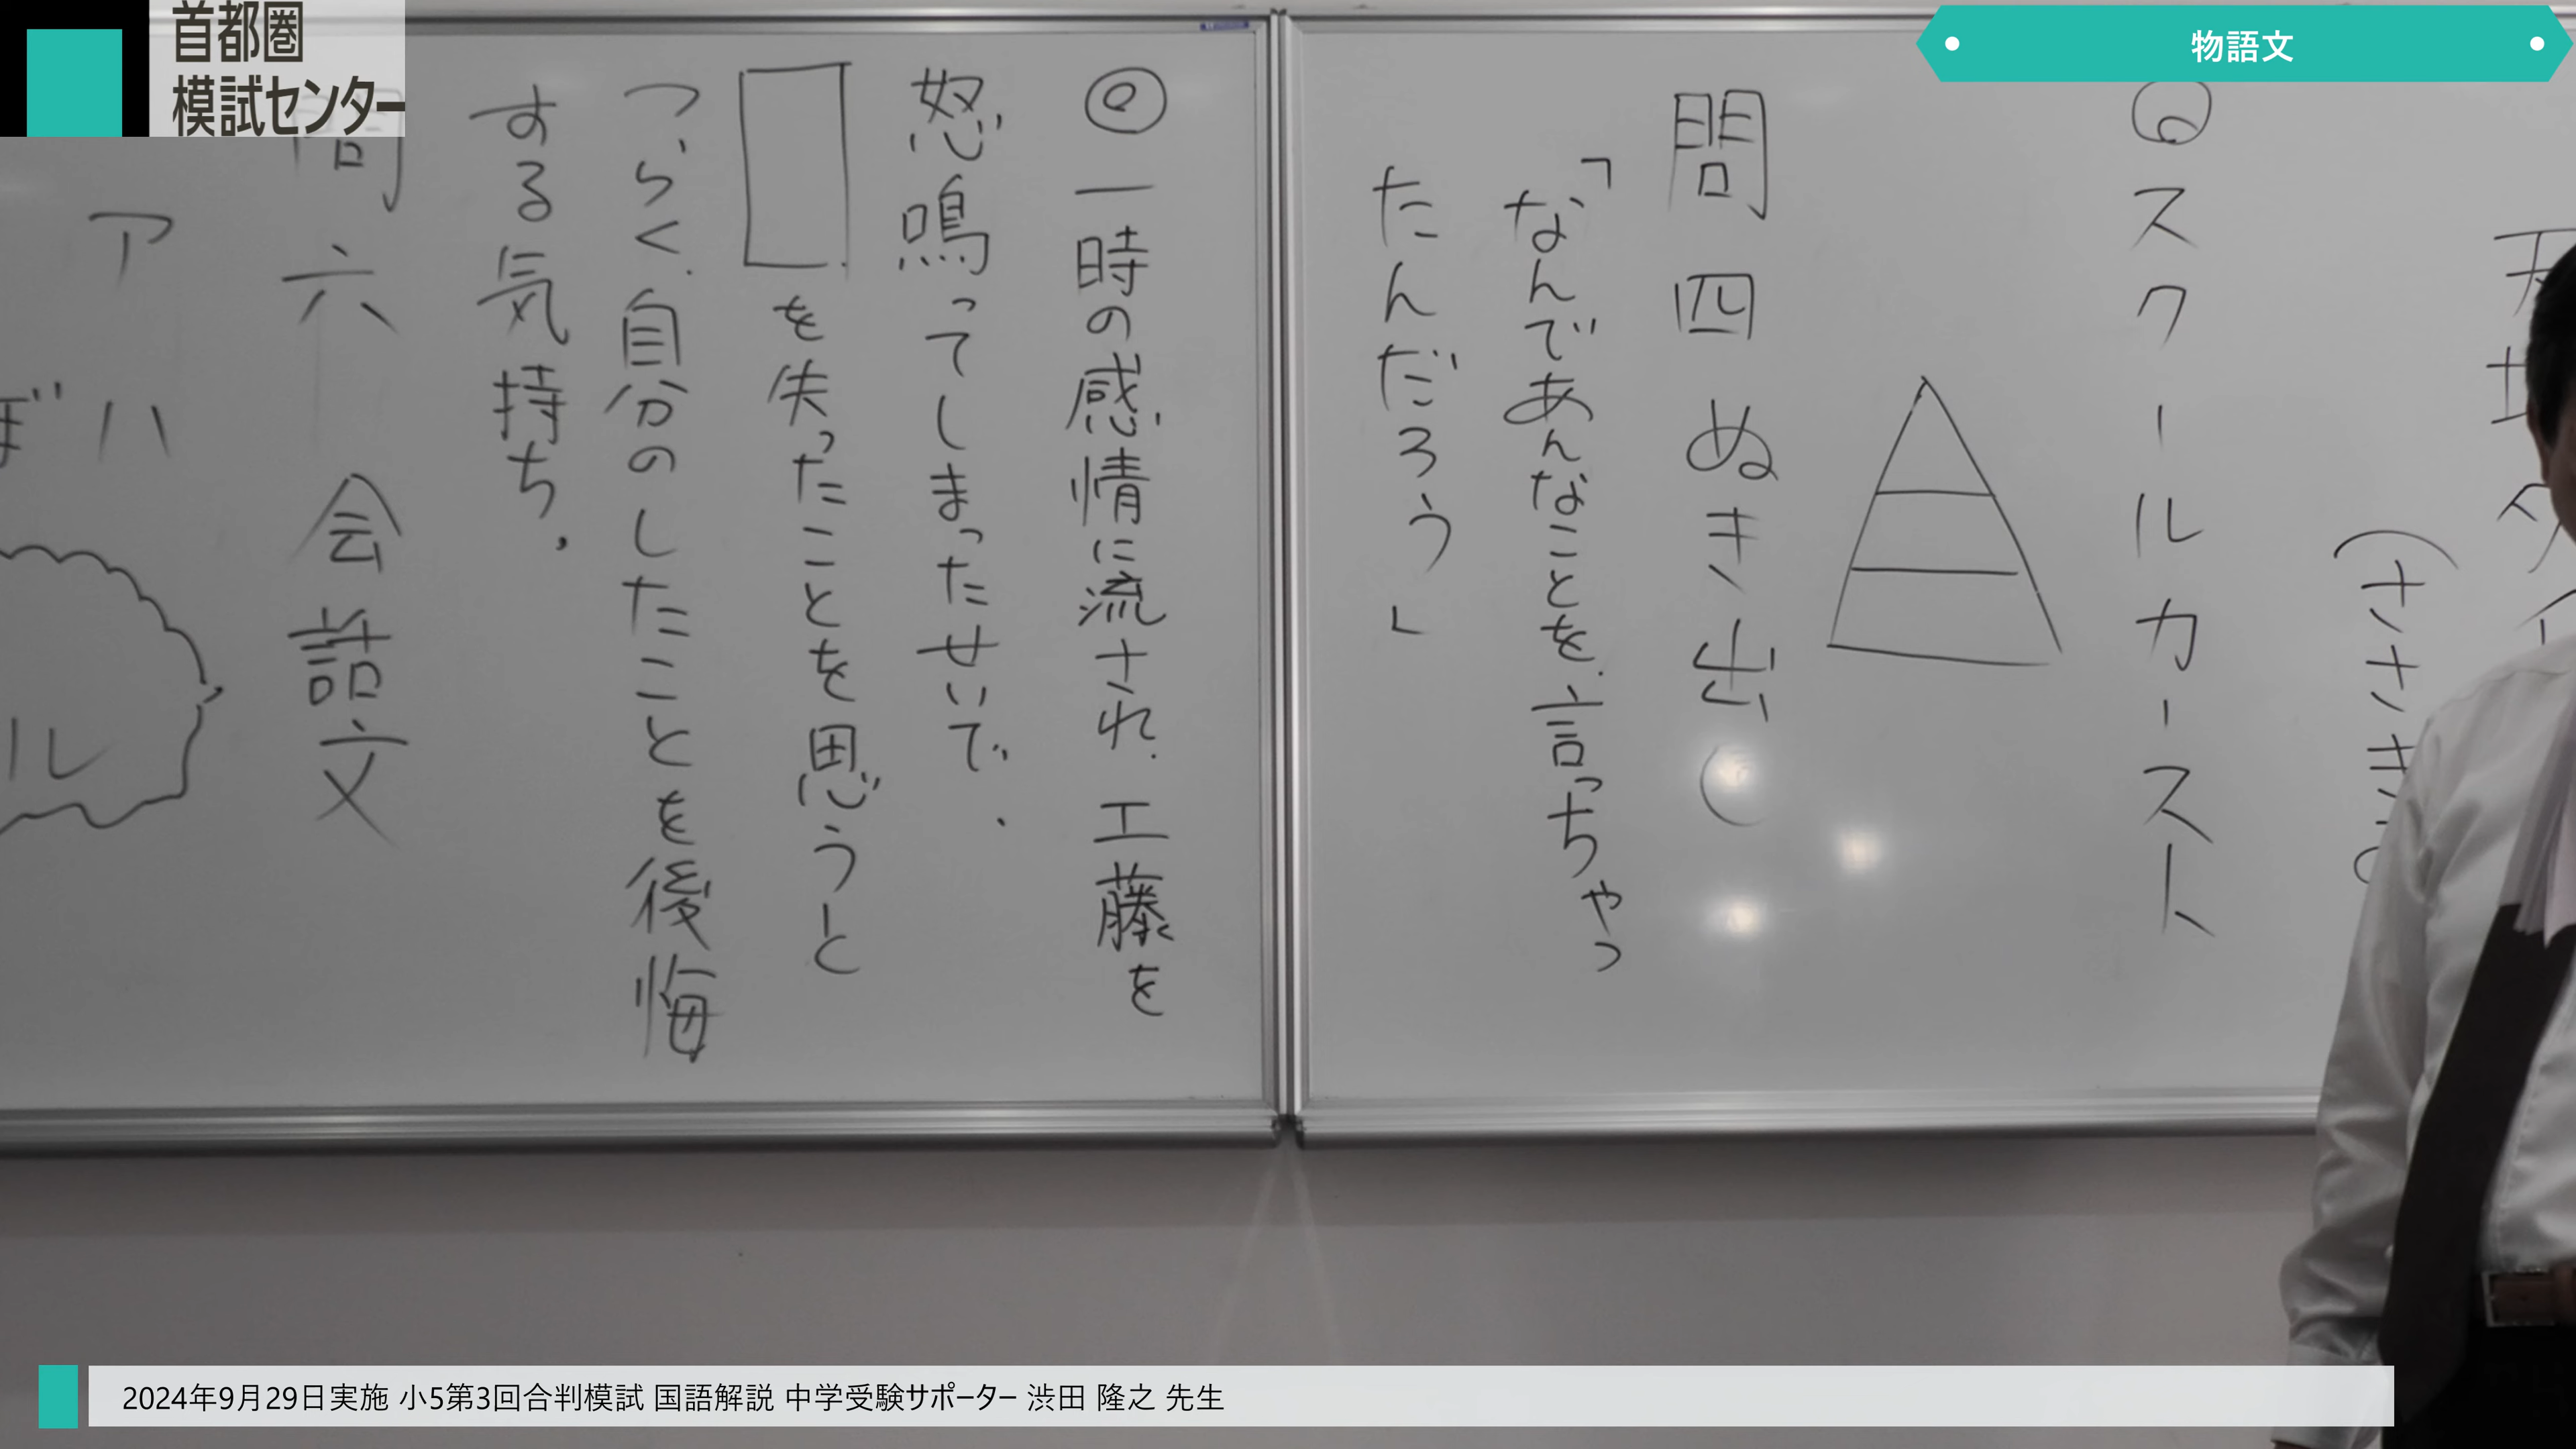 首都圏
模試センター
物語文
スクールカースト
問四 ぬき出し
「なんであんなことを、言っちゃっ
たんだろう」
一時の感情に流され、工藤を
怒鳴ってしまったせいで、
を失ったことを思うと
つらく、自分のしたことを後悔
する気持ち。
問六 会話文
ア
2024年9月29日実施 小5第3回合判模試 国語解説 中学受験サポーター 渋田 隆之 先生